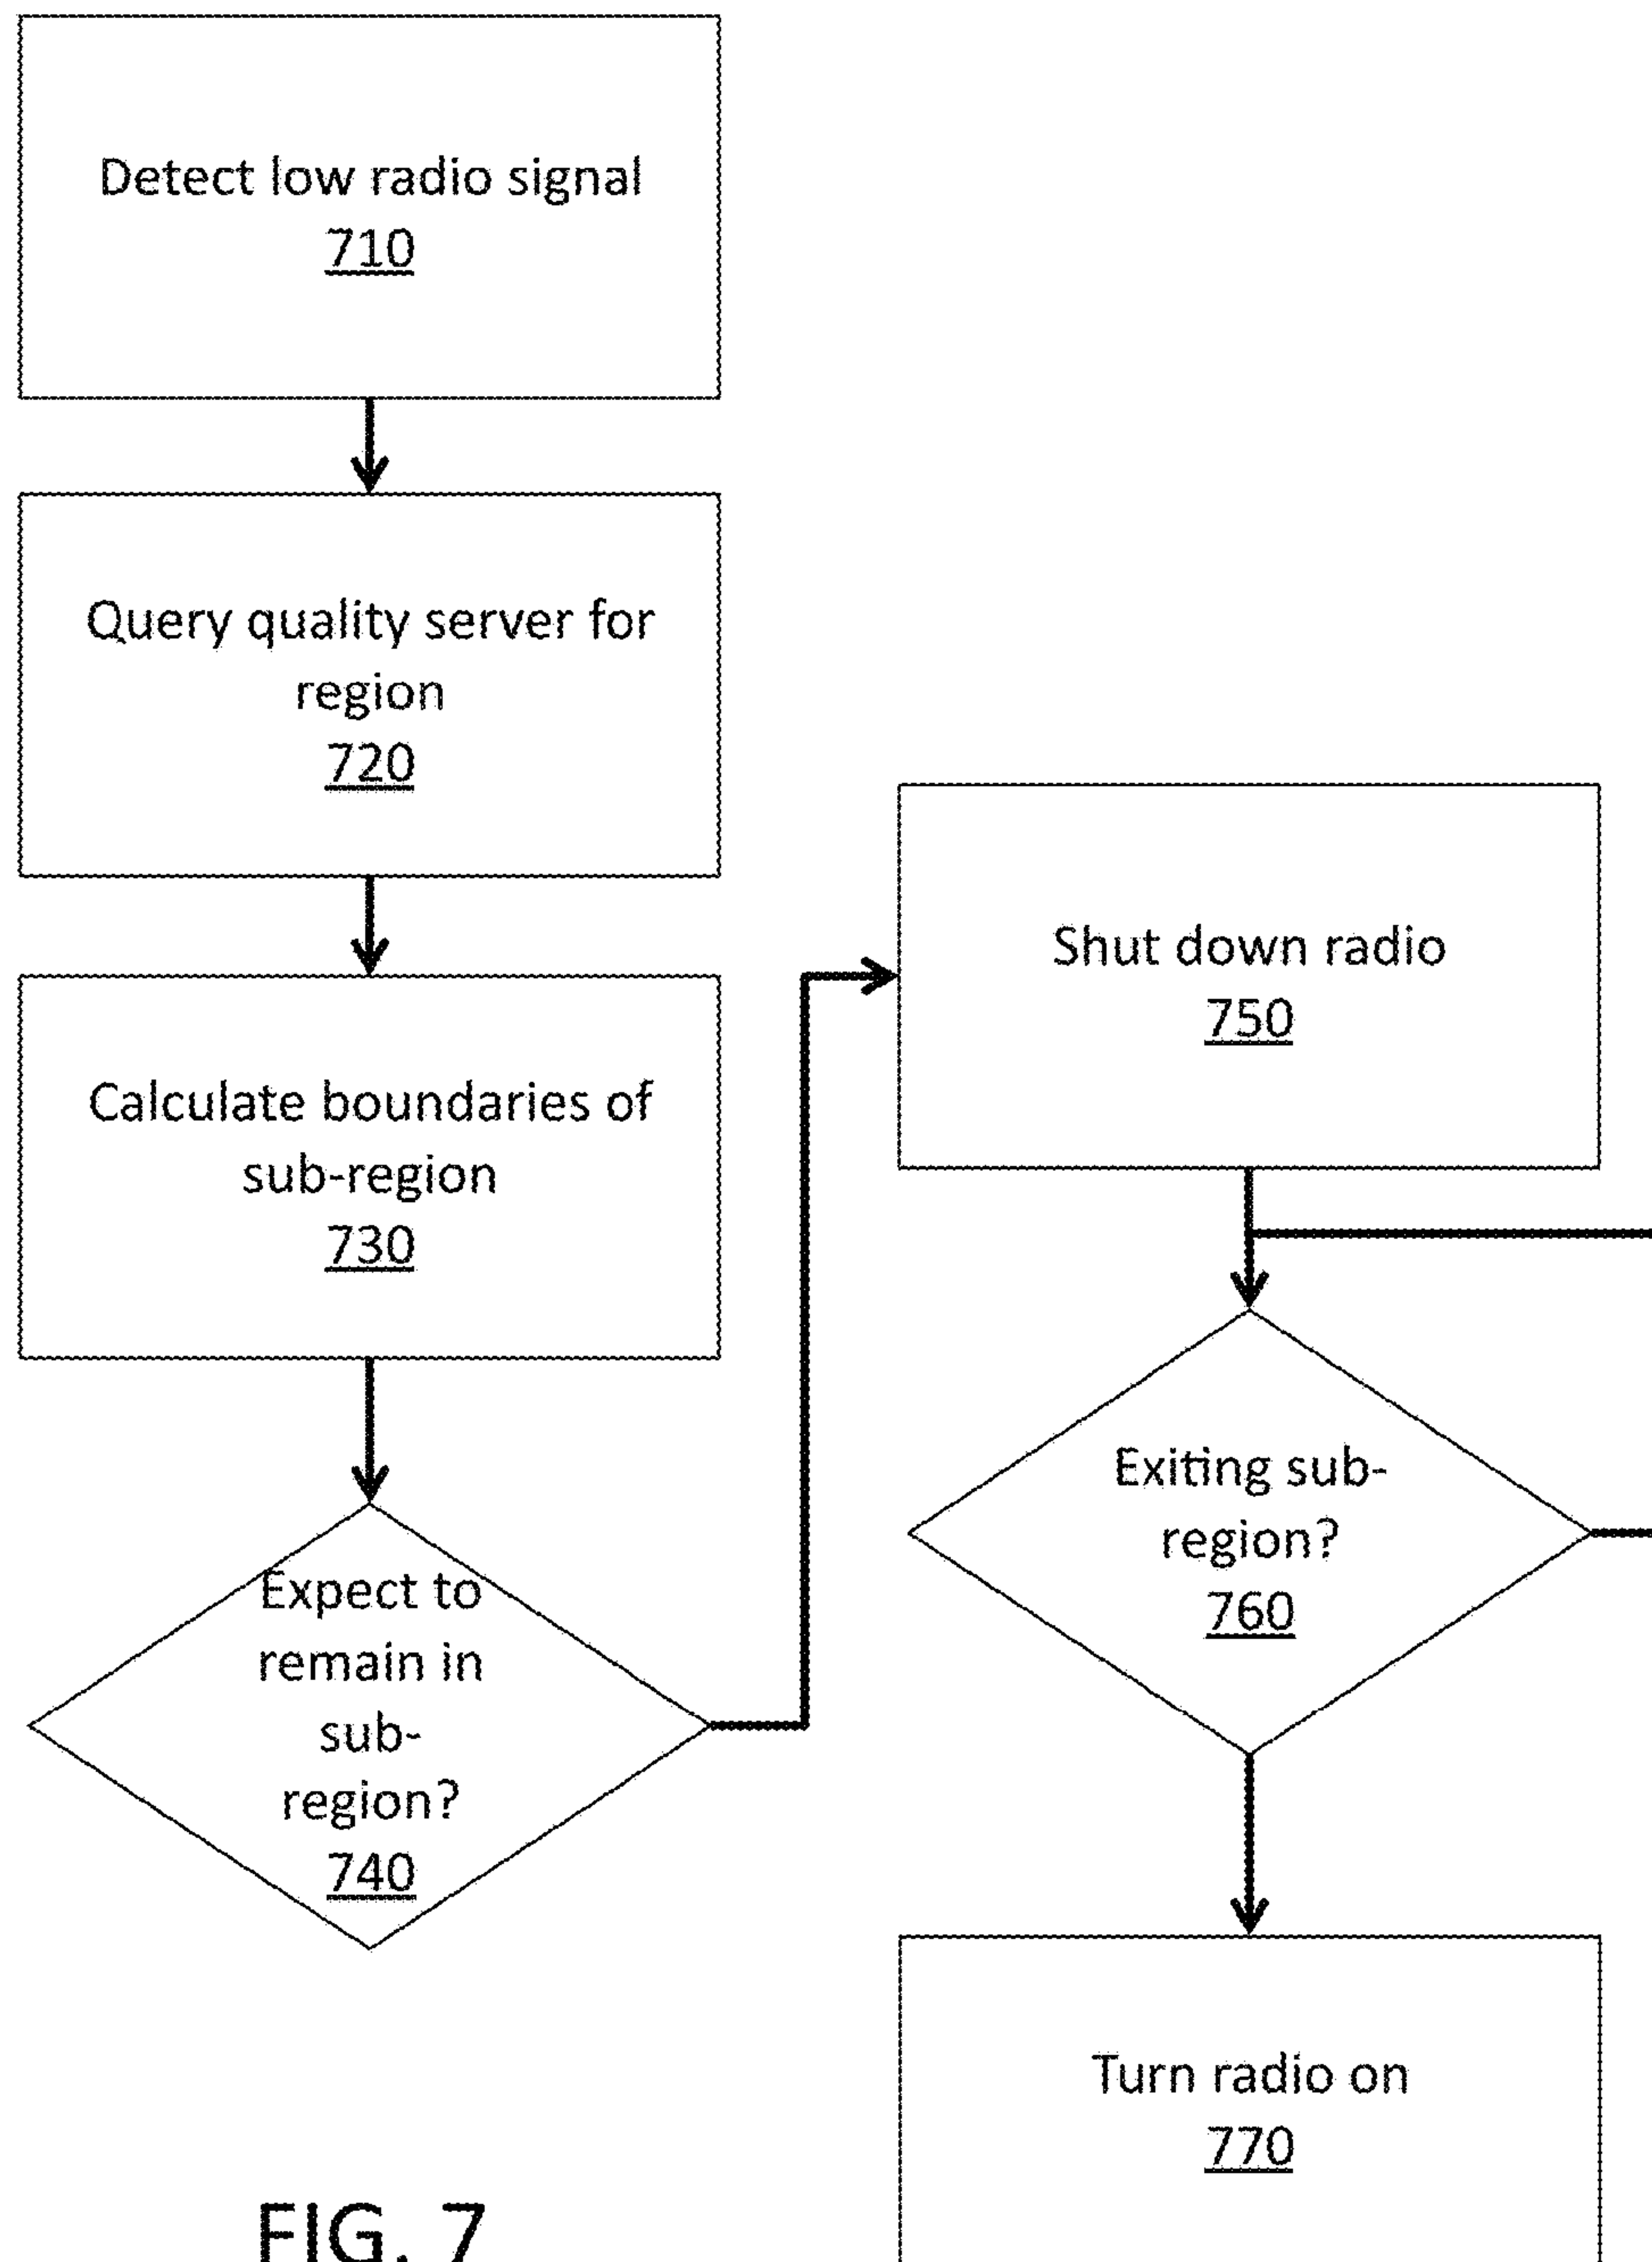 Detect low radio signal
710
Query quality server for
region
720
Calculate boundaries of
sub-region
730
Expect to
remain in
sub-
region?
740
Shut down radio
750
Exiting sub-
region?
760
Turn radio on
770
FIG. 7